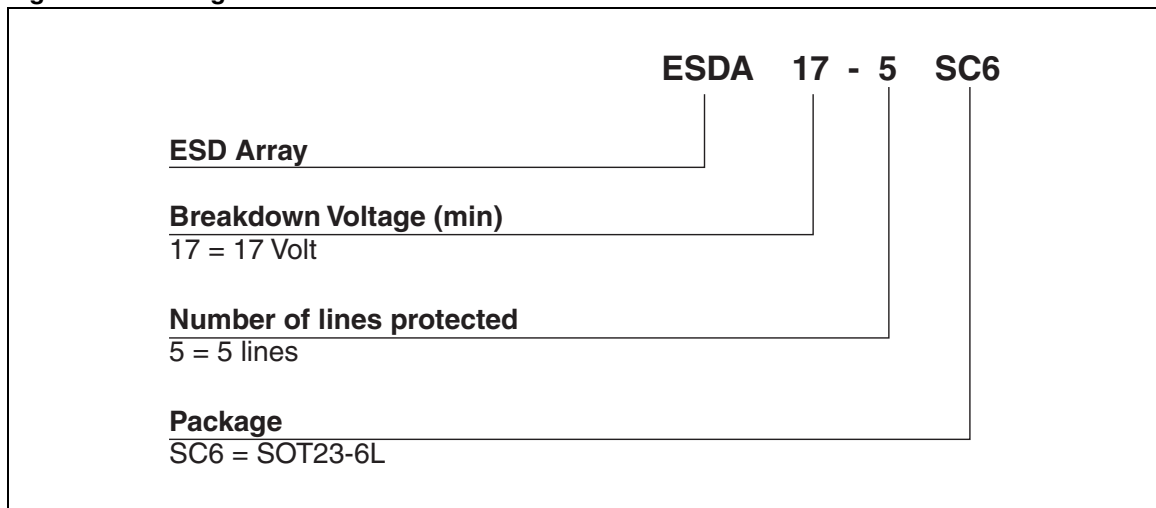 ESDA 17 - 5 SC6
ESD Array
Breakdown Voltage (min)
17 = 17 Volt
Number of lines protected
5 = 5 lines
Package
SC6 = SOT23-6L